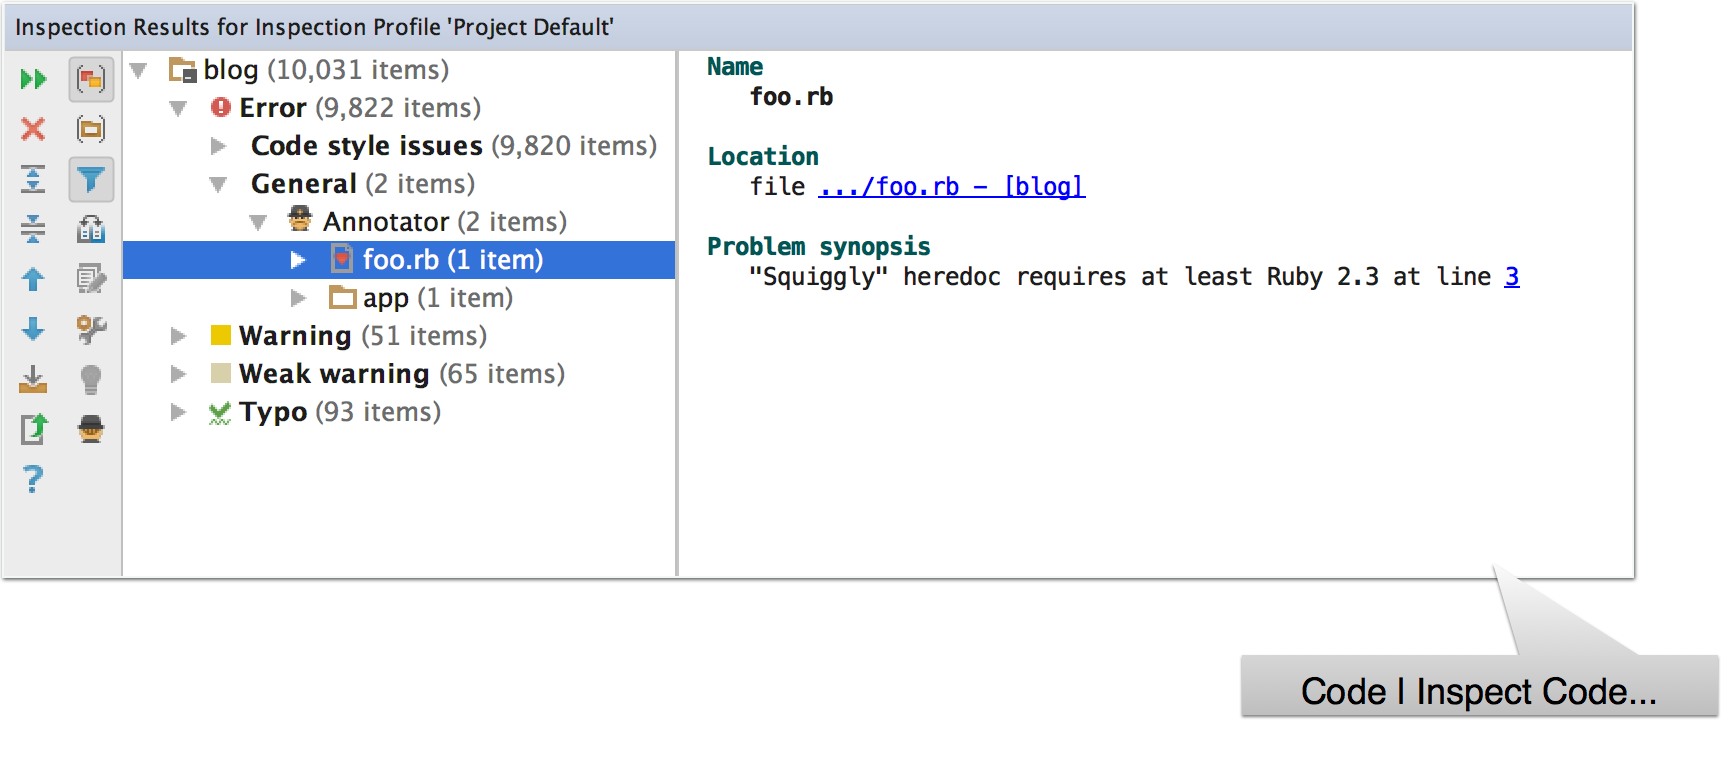 Inspection Results for Inspection Profile 'Project Default'
blog (10,031 items)
Error (9,822 items)
Code style issues (9,820 items)
General (2 items)
Annotator (2 items)
foo.rb (1 item)
app (1 item)
Warning (51 items)
Weak warning (65 items)
Typo (93 items)
Name
foo.rb
Location
file .../foo.rb - [blog]
Problem synopsis
"Squiggly" heredoc requires at least Ruby 2.3 at line 3
Code | Inspect Code...